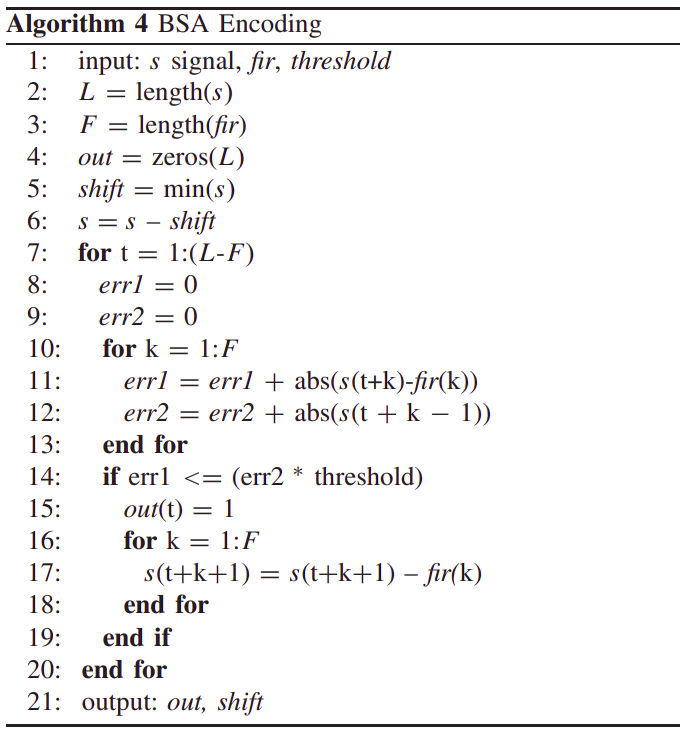 Algorithm 4 BSA Encoding
1: input: s signal, fir, threshold
2: L = length(s)
3: F = length(fir)
4: out = zeros(L)
5: shift = min(s)
6: s = s – shift
7: for t = 1:(L-F)
8: err1 = 0
9: err2 = 0
10: for k = 1:F
11: err1 = err1 + abs(s(t+k)-fir(k))
12: err2 = err2 + abs(s(t + k − 1))
13: end for
14: if err1 <= (err2 * threshold)
15: out(t) = 1
16: for k = 1:F
17: s(t+k+1) = s(t+k+1) – fir(k)
18: end for
19: end if
20: end for
21: output: out, shift